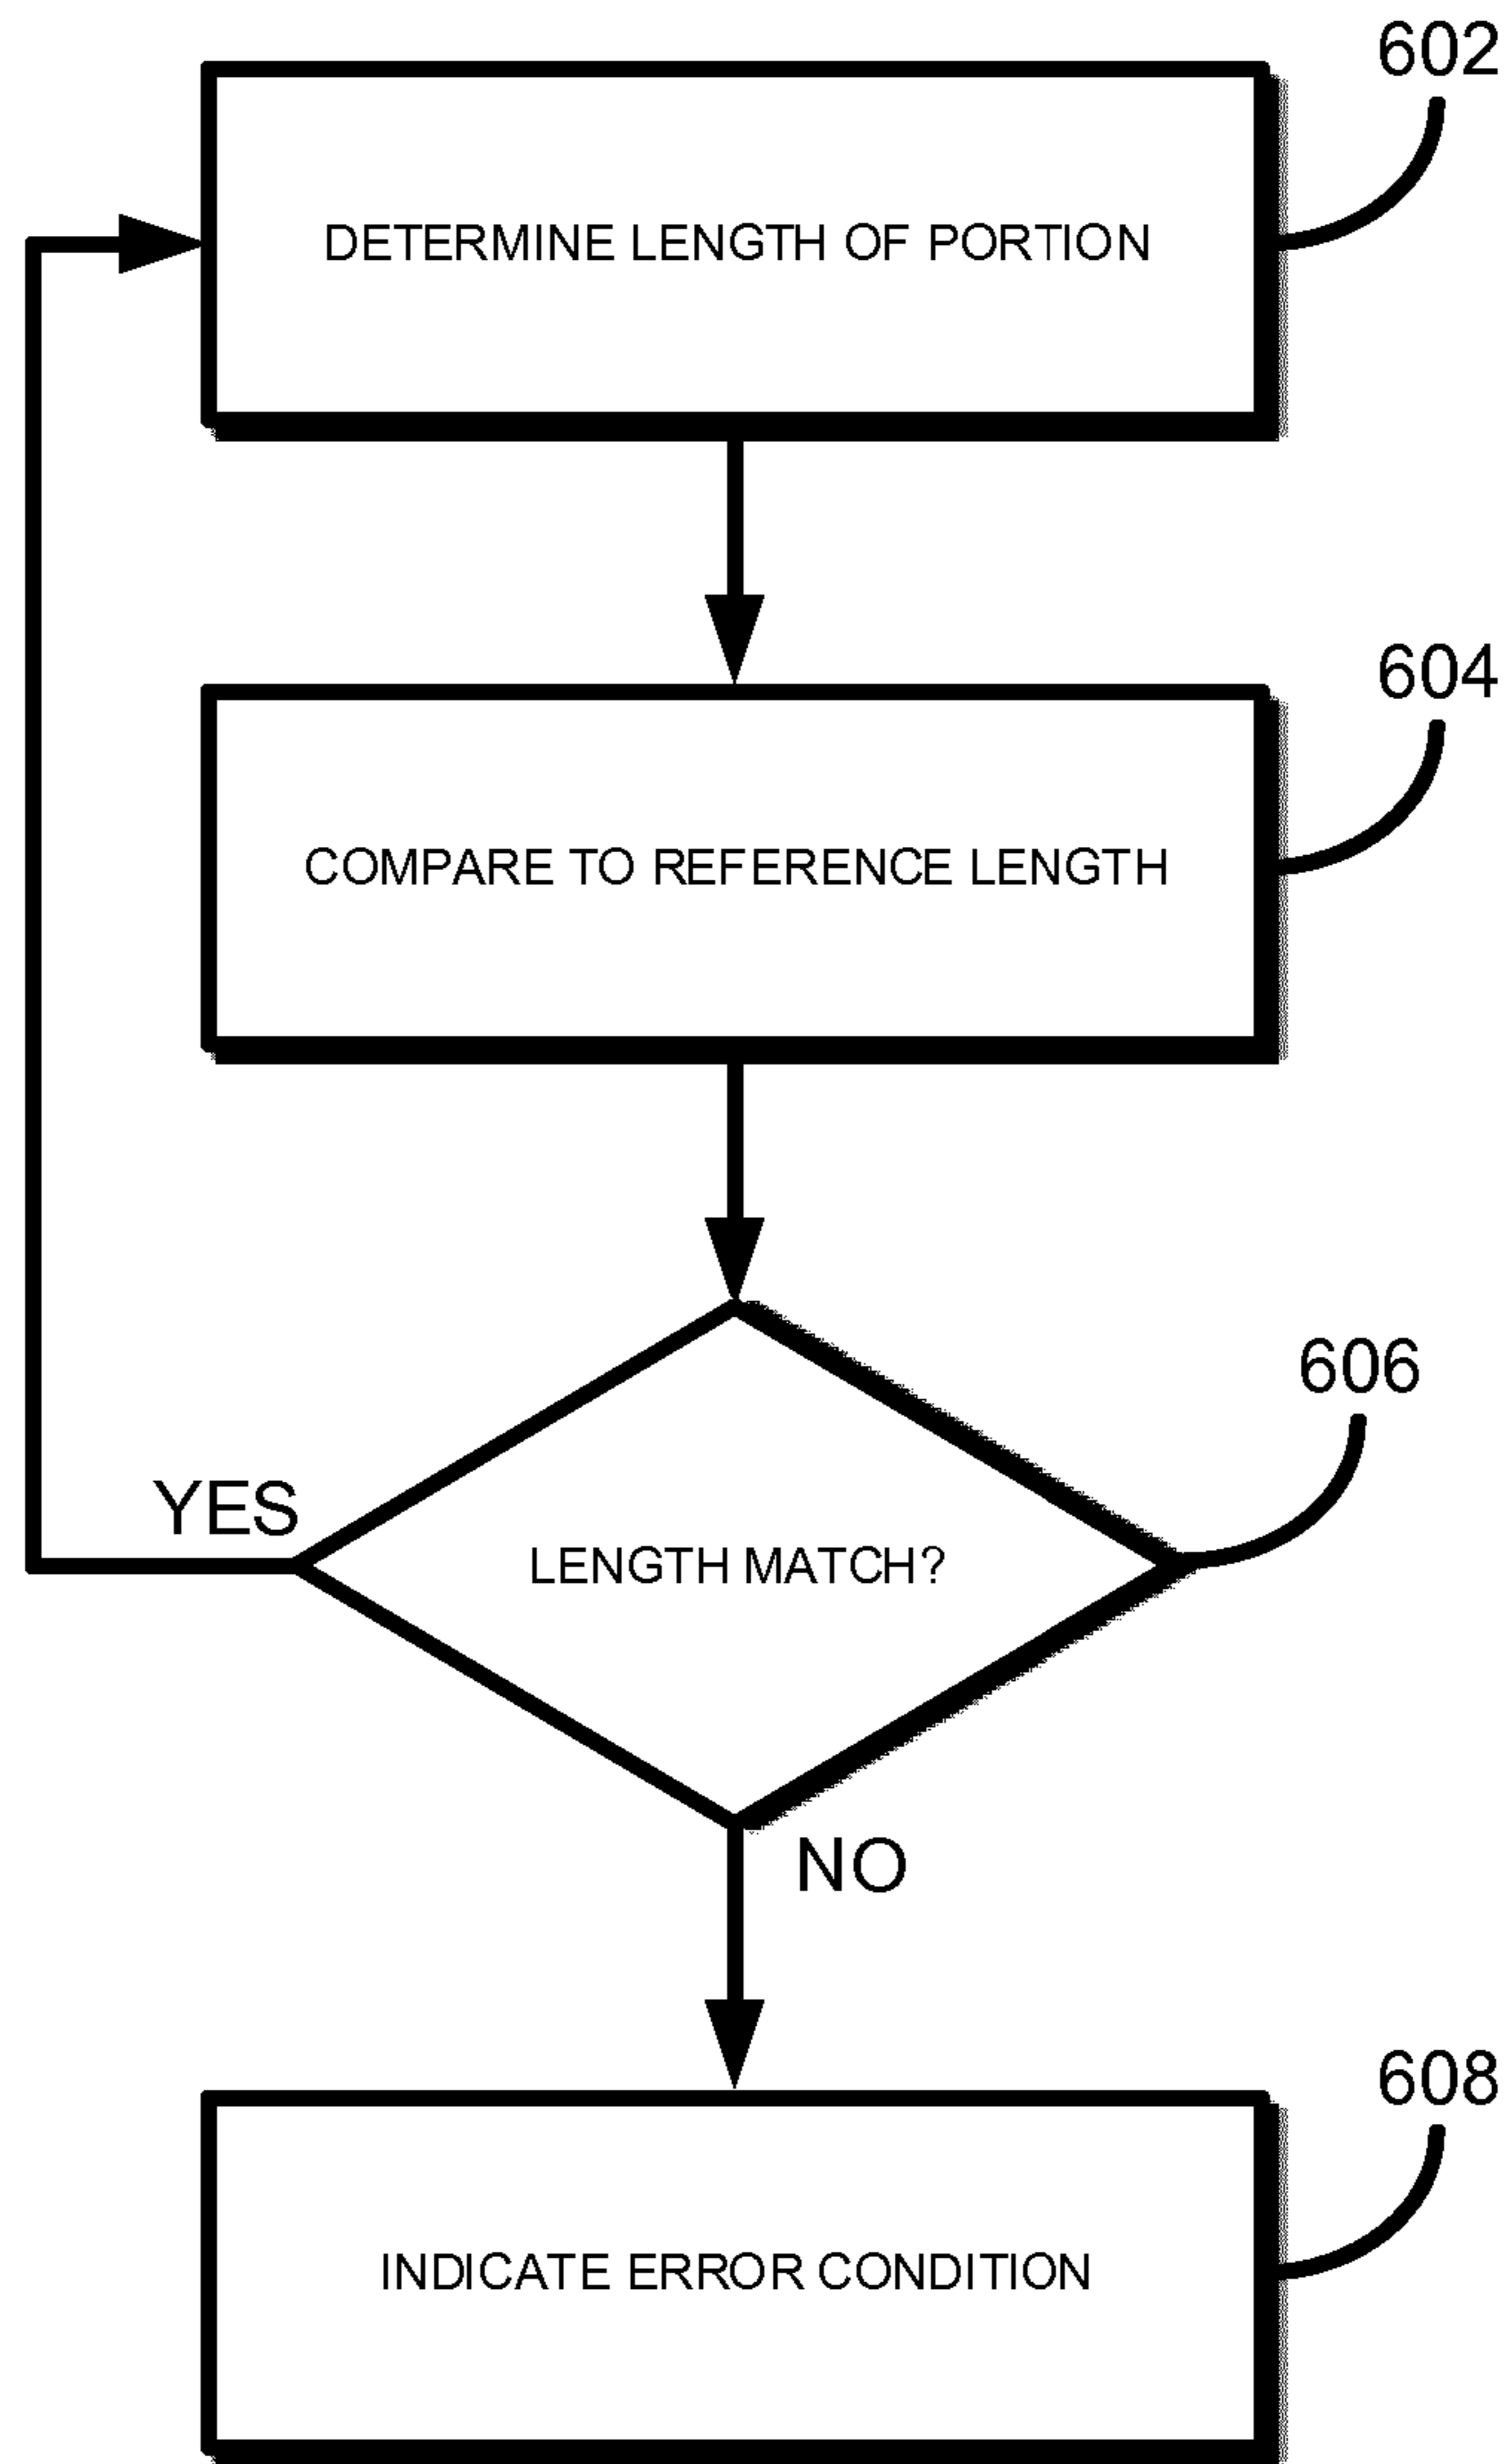 602
DETERMINE LENGTH OF PORTION
604
COMPARE TO REFERENCE LENGTH
606
YES
LENGTH MATCH?
NO
608
INDICATE ERROR CONDITION